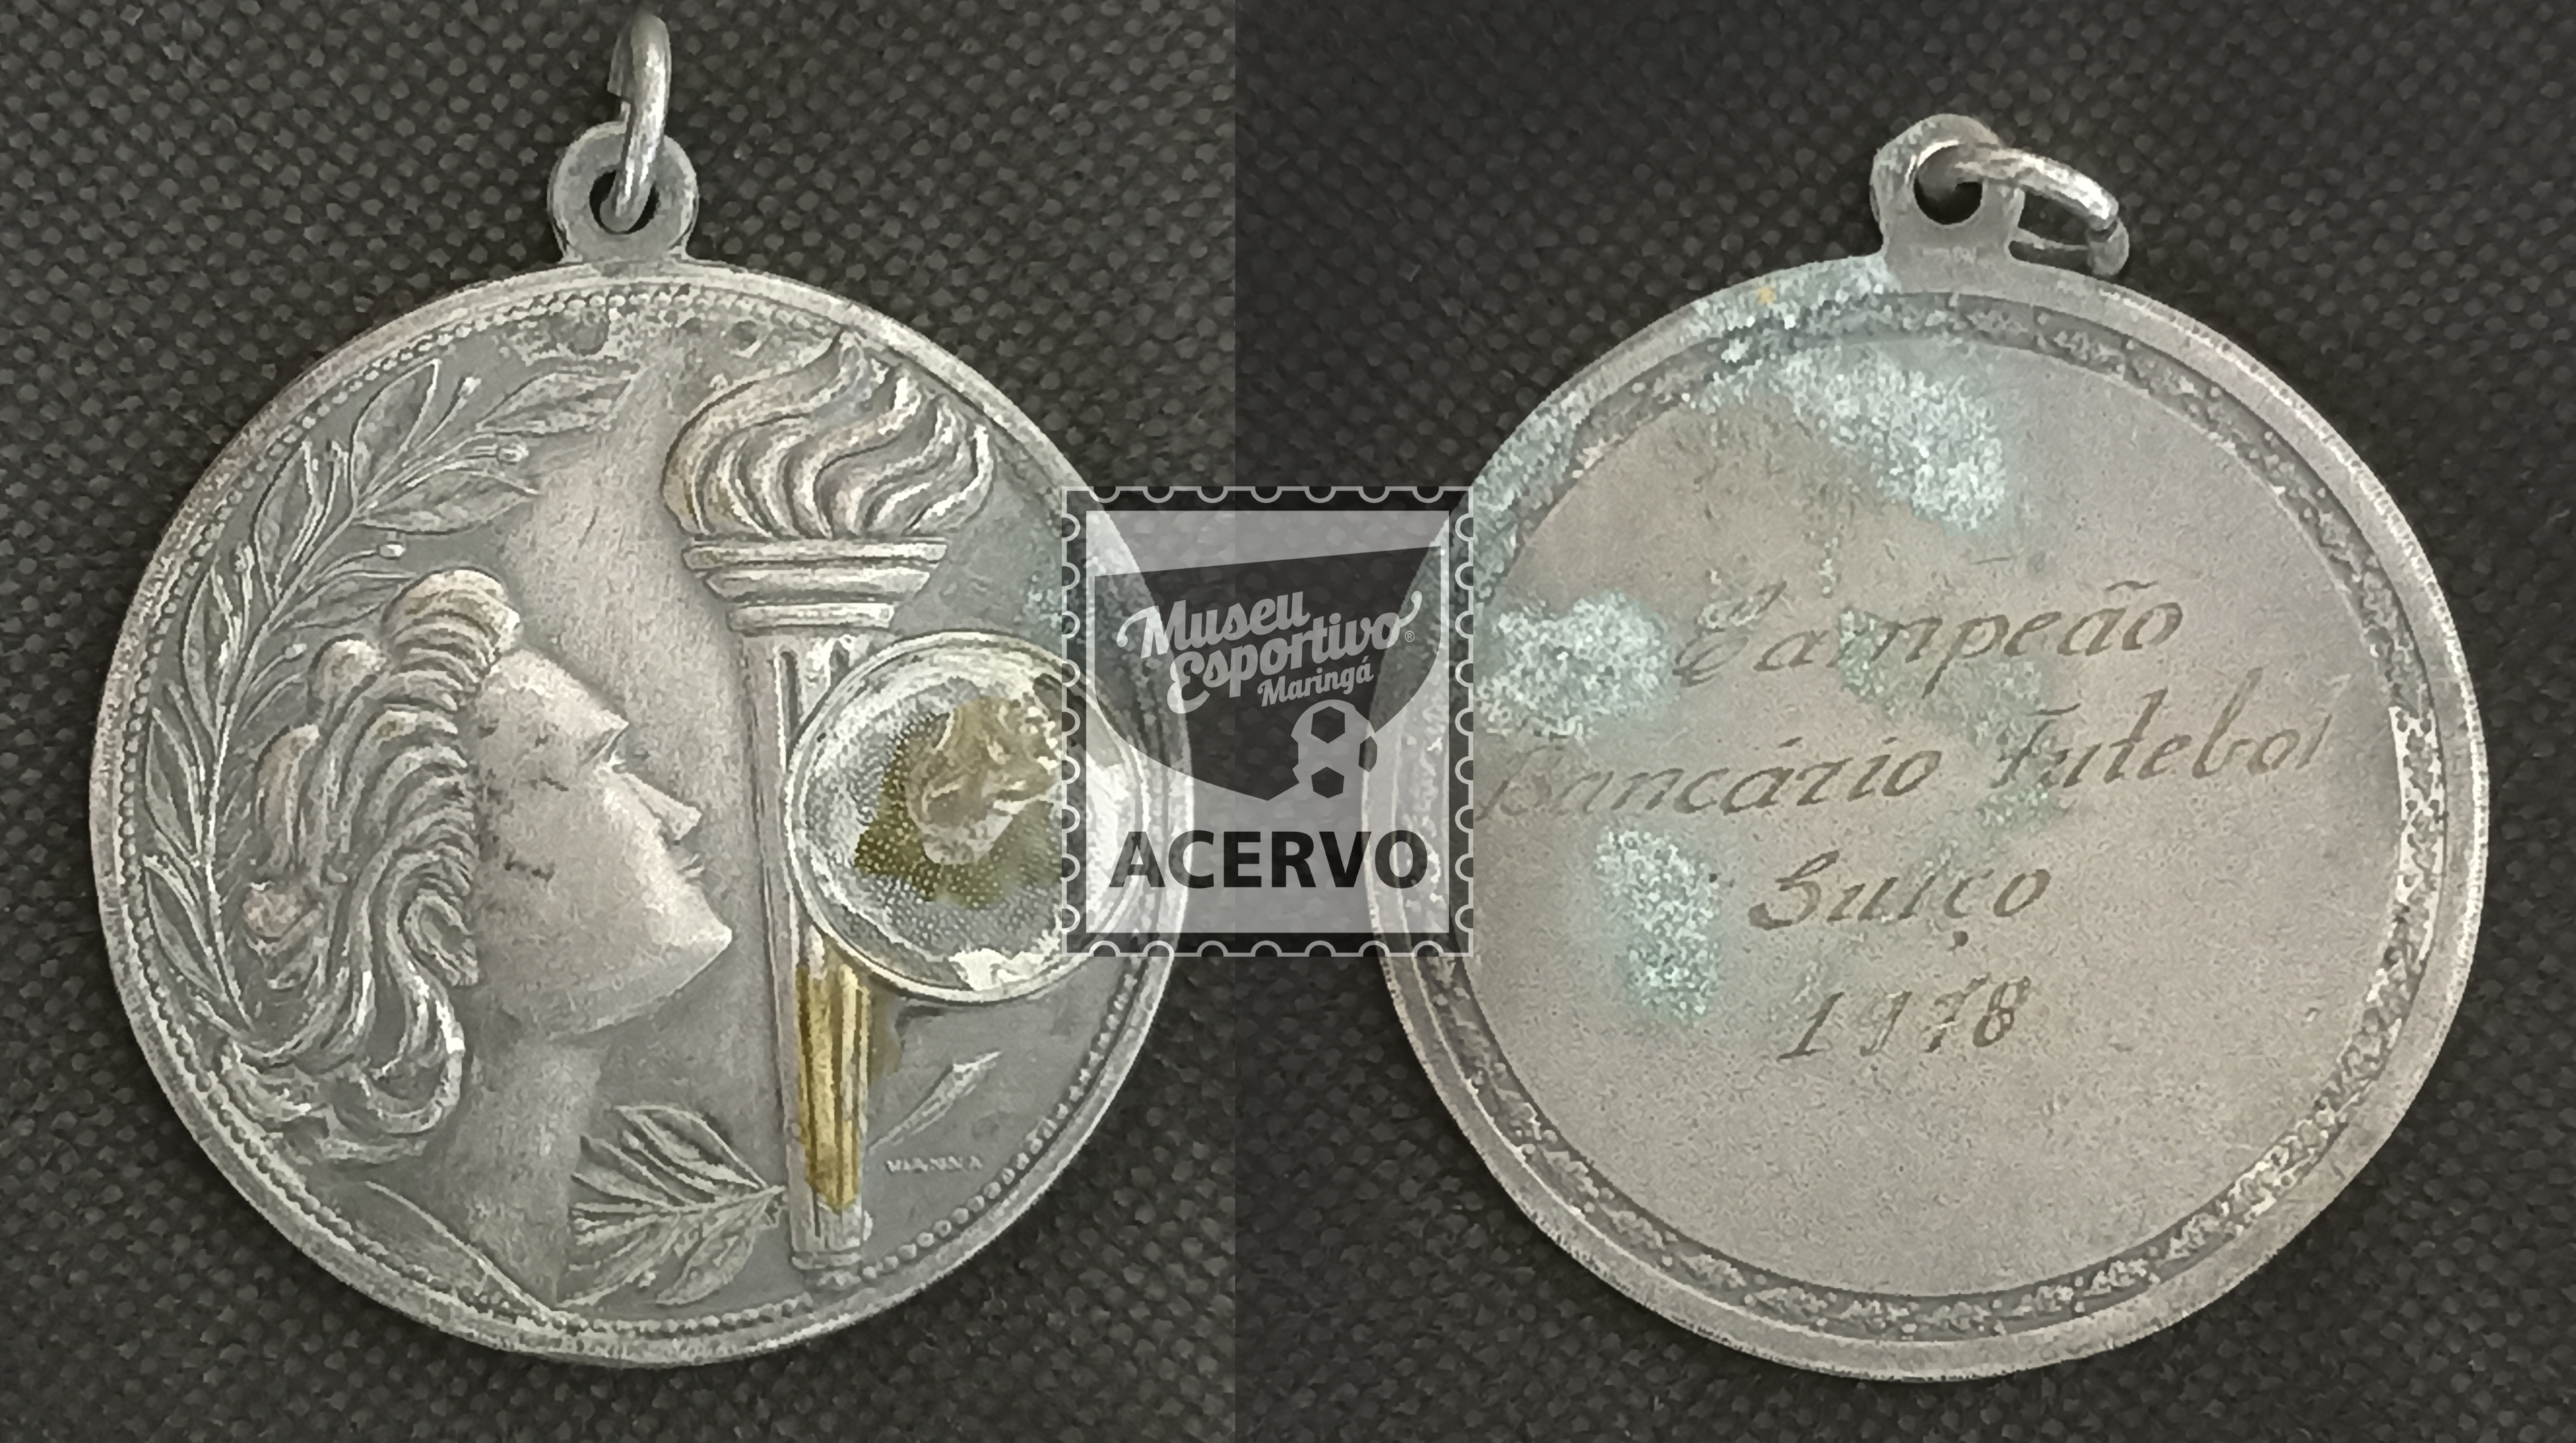 VIANNA
Museu
Esportivo®
Maringá
ACERVO
Campeão
Bancário Futebol
Suiço
1978